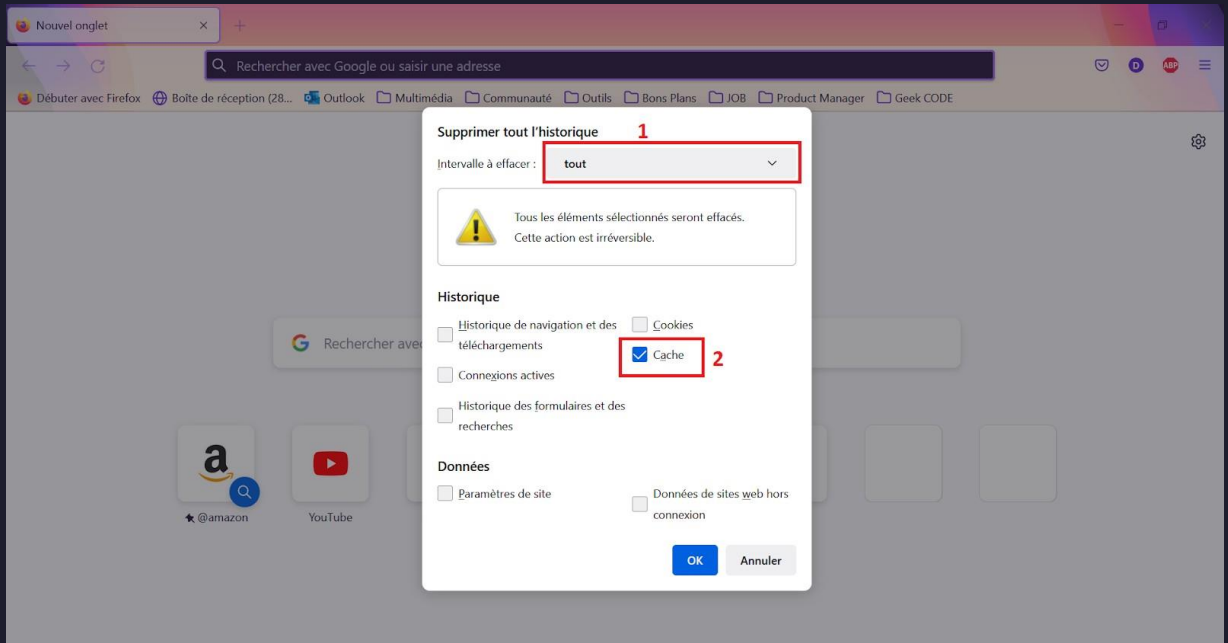 Nouvel onglet
Rechercher avec Google ou saisir une adresse
D
ABP
Débuter avec Firefox Boîte de réception (28... Outlook Multimédia Communauté Outils Bons Plans JOB Product Manager Geek CODE
Supprimer tout l'historique 1
Intervalle à effacer : tout
Tous les éléments sélectionnés seront effacés.
Cette action est irréversible.
Historique
Historique de navigation et des
téléchargements
Cookies
Cache 2
Connexions actives
Historique des formulaires et des
recherches
Données
Paramètres de site
Données de sites web hors
connexion
OK Annuler
Rechercher avec
a
@amazon
YouTube